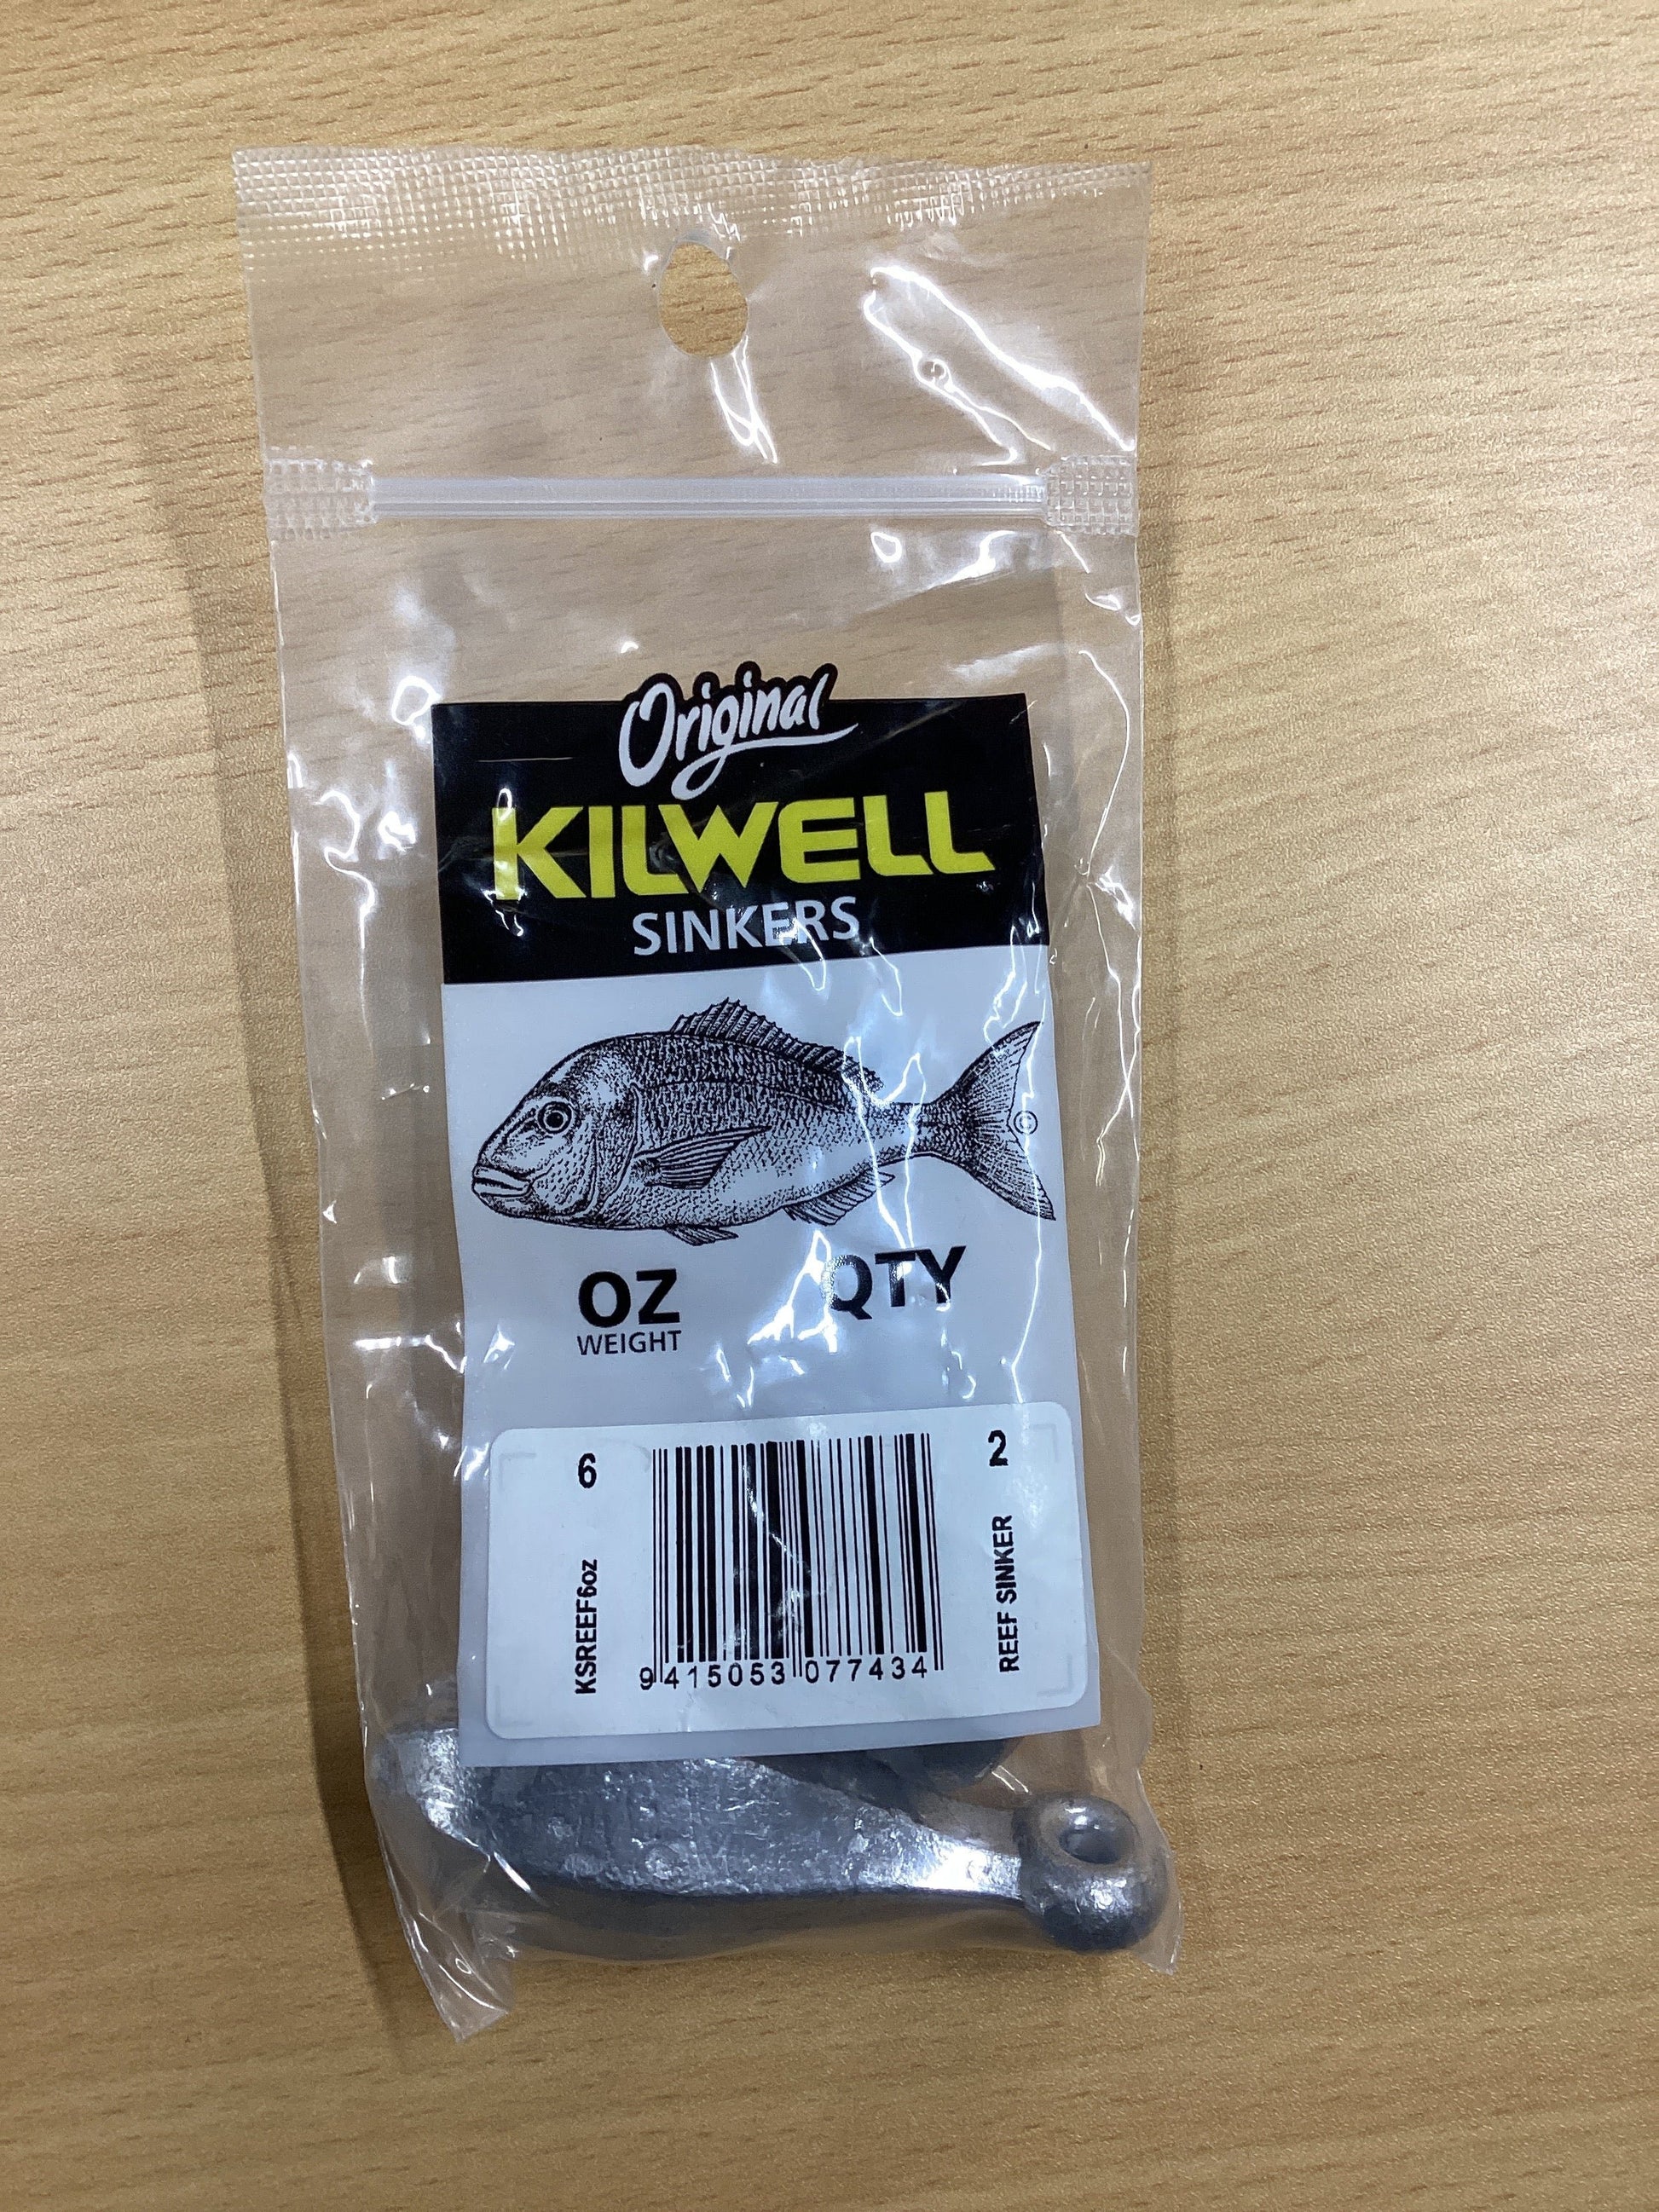 Original
KILWELL
SINKERS
©
OZ QTY
WEIGHT
6 2
KSREEF6oz
REEF SINKER
9 415053 077434